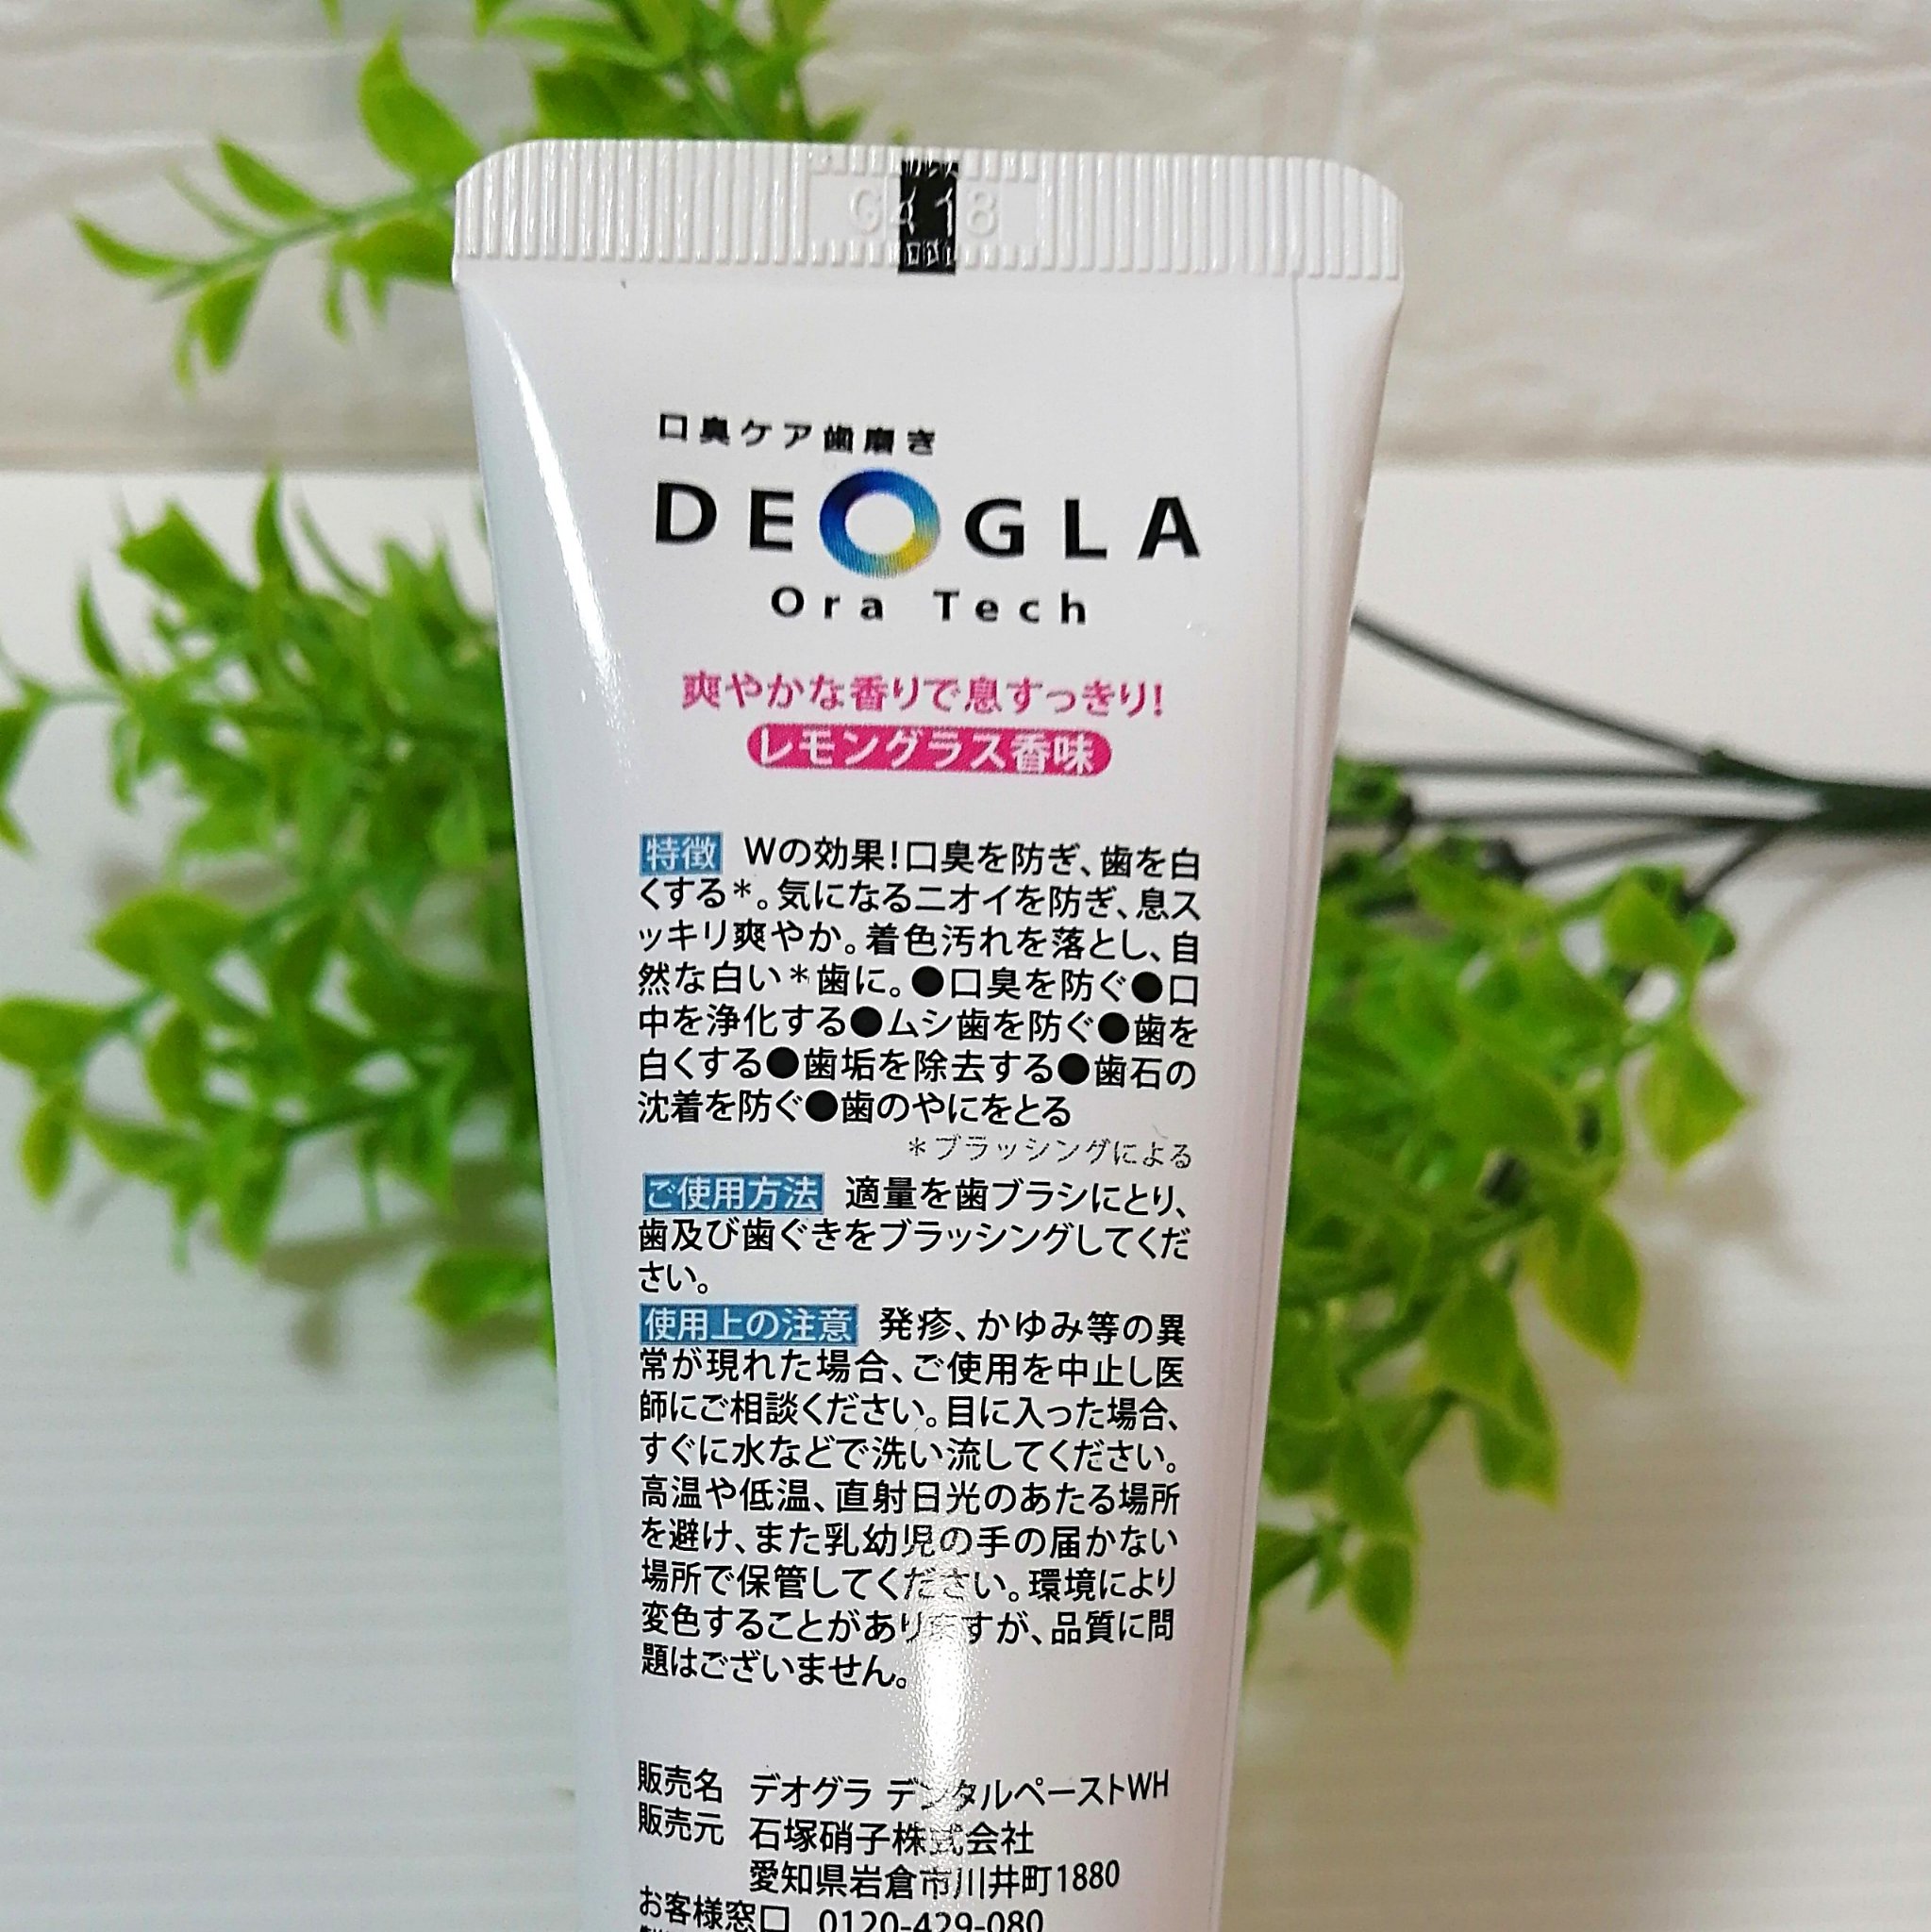 口臭ケア歯磨き
DEOGLA
Ora Tech
爽やかな香りで息すっきり!
レモングラス香味
特徴 Wの効果!口臭を防ぎ、歯を白
くする*。気になるニオイを防ぎ、息ス
ッキリ爽やか。着色汚れを落とし、自
然な白い*歯に。●口臭を防ぐ●口
中を浄化する●ムシ歯を防ぐ●歯を
白くする●歯垢を除去する●歯石の
沈着を防ぐ●歯のやにをとる
*ブラッシングによる
ご使用方法 適量を歯ブラシにとり、
歯及び歯ぐきをブラッシングしてくだ
さい。
使用上の注意 発疹、かゆみ等の異
常が現れた場合、ご使用を中止し医
師にご相談ください。目に入った場合、
すぐに水などで洗い流してください。
高温や低温、直射日光のあたる場所
を避け、また乳幼児の手の届かない
場所で保管してください。環境により
変色することがありますが、品質に問
題はございません。
販売名 デオグラ デンタルペーストWH
販売元 石塚硝子株式会社
愛知県岩倉市川井町1880
お客様窓口 0120-429-080